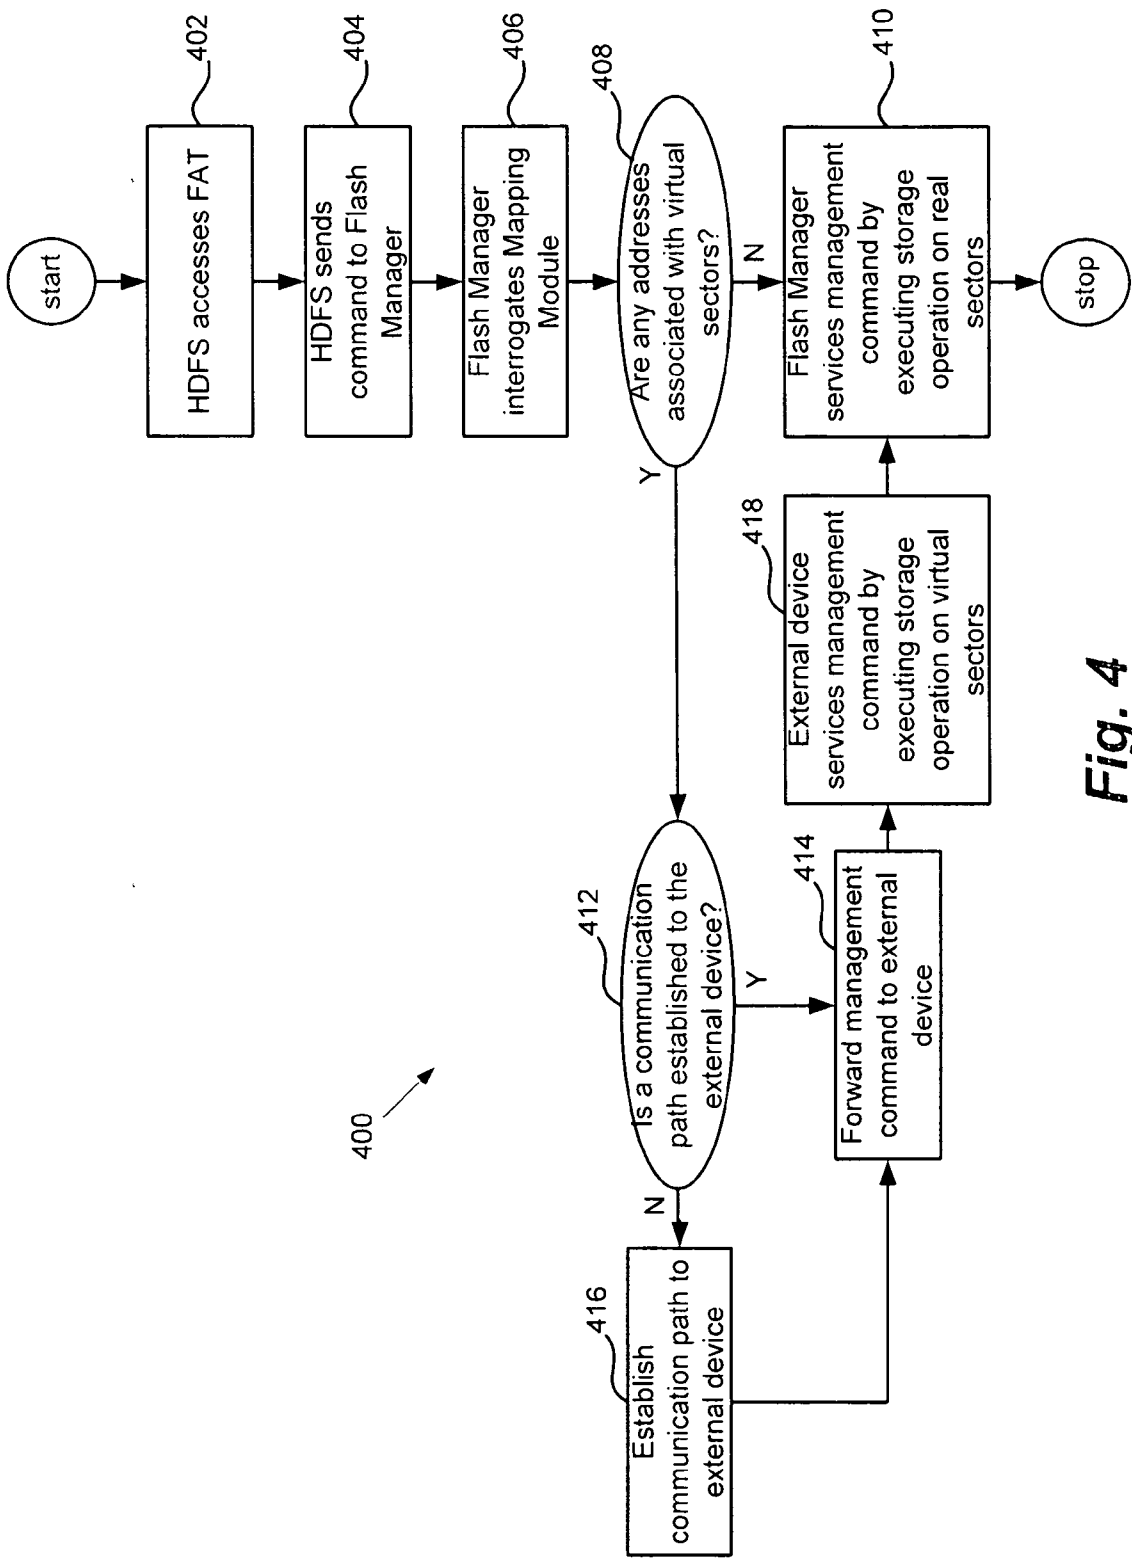 start
402
HDFS accesses FAT
404
HDFS sends
command to Flash
Manager
406
Flash Manager
interrogates Mapping
Module
408
Are any addresses
associated with virtual
sectors?
Y
N
410
Flash Manager
services management
command by
executing storage
operation on real
sectors
stop
412
Is a communication
path established to the
external device?
N
Y
416
Establish
communication path to
external device
414
Forward management
command to external
device
418
External device
services management
command by
executing storage
operation on virtual
sectors
400
Fig. 4